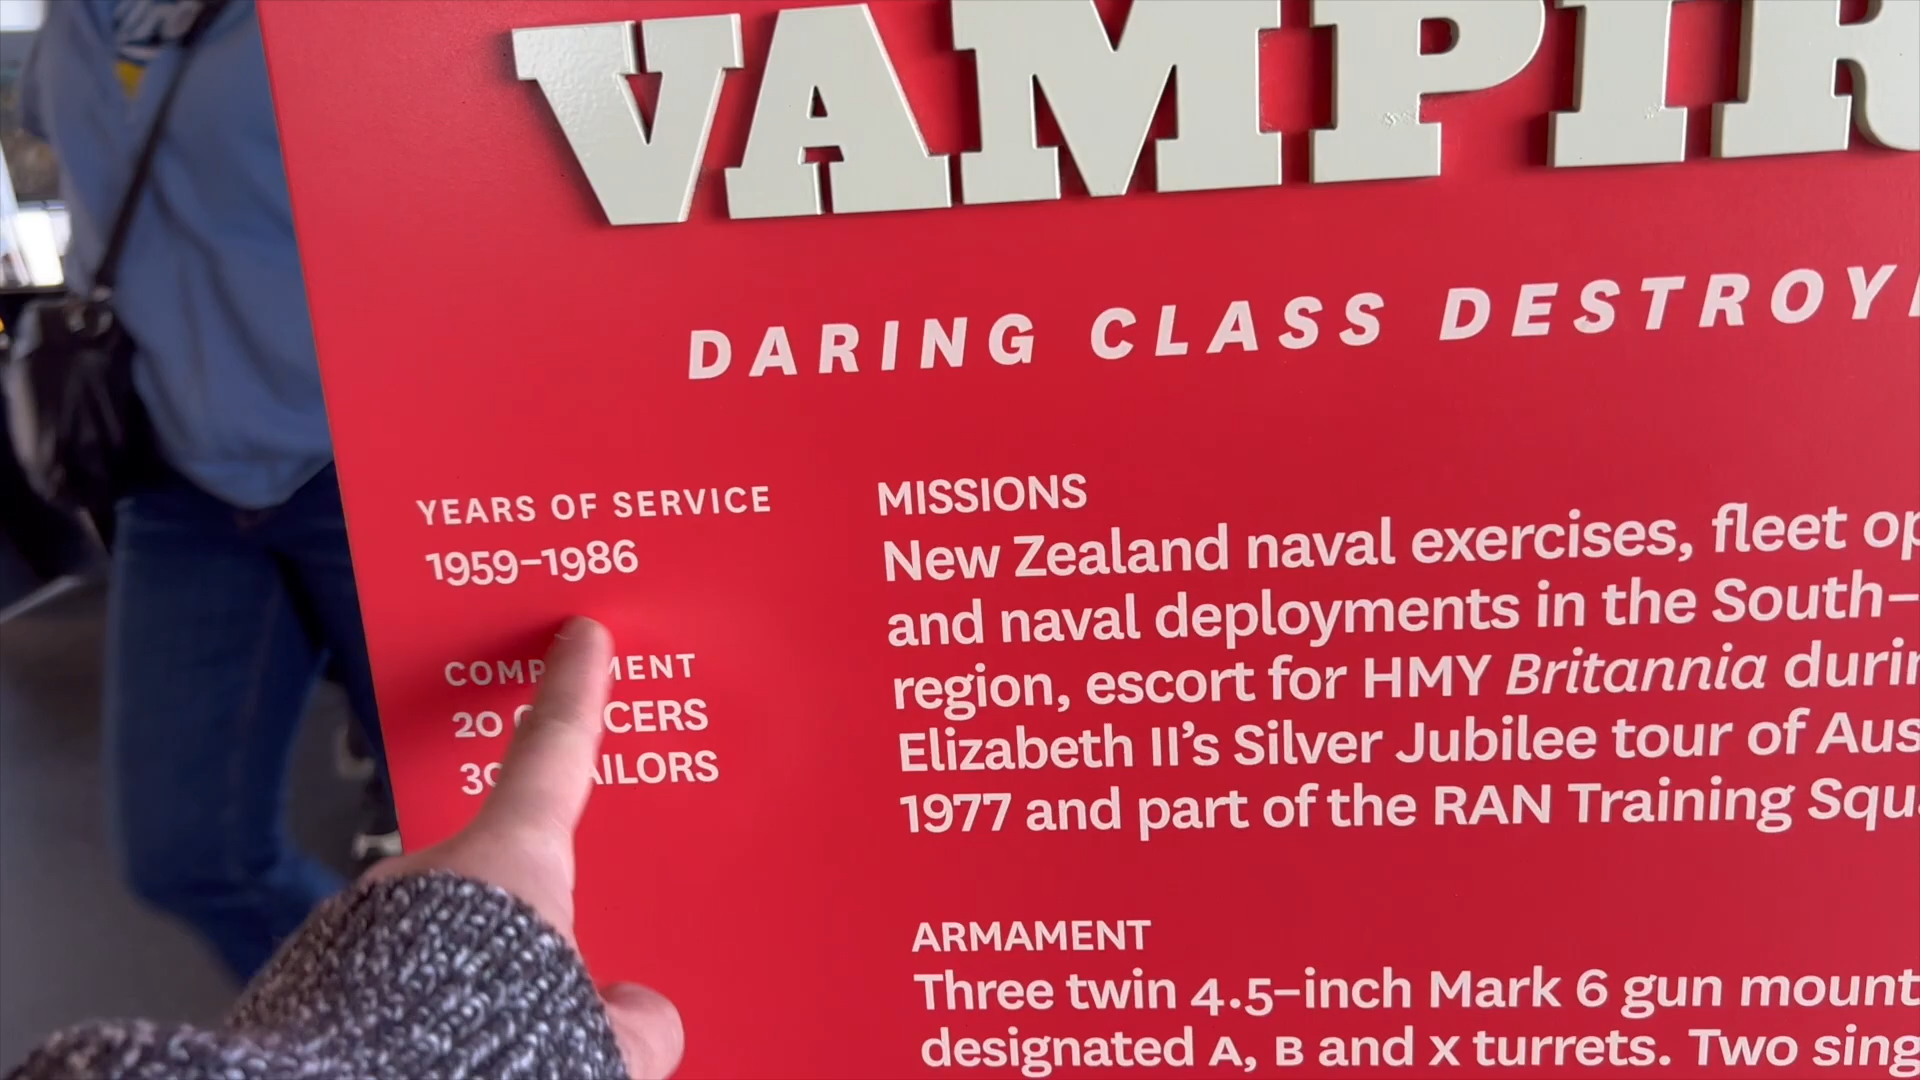 VAMPIR
DARING CLASS DESTROY
YEARS OF SERVICE
1959–1986
20
MISSIONS
New Zealand naval exercises, fleet op
and naval deployments in the South–
region, escort for HMY Britannia durin
Elizabeth II's Silver Jubilee tour of Aus
1977 and part of the RAN Training Squa
ARMAMENT
Three twin 4.5–inch Mark 6 gun mount
designated A, B and X turrets. Two sing